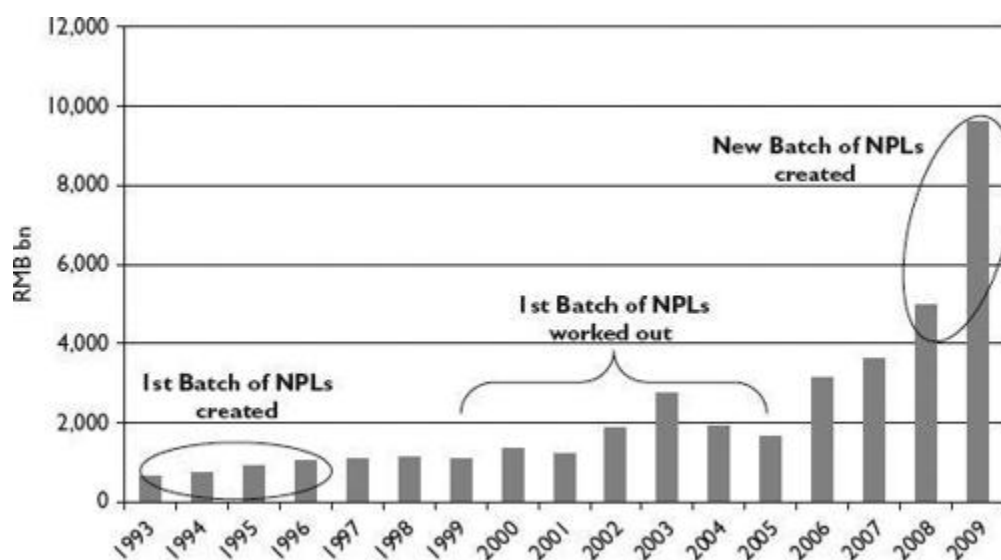 12,000
10,000
8,000
6,000
4,000
2,000
0
RMB bn
New Batch of NPLs
created
1st Batch of NPLs
worked out
1st Batch of NPLs
created
1993 1994 1995 1996 1997 1998 1999 2000 2001 2002 2003 2004 2005 2006 2007 2008 2009